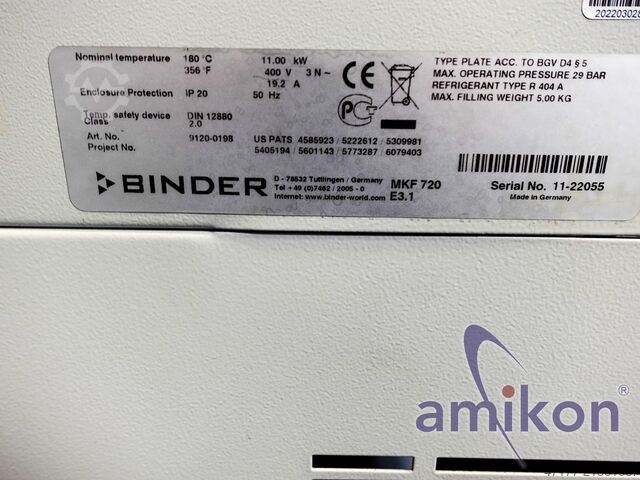 202203028
Nominal temperature 180 °C 11.00 kW
356 °F 400 V 3 N~
19.2 A
Enclosure Protection IP 20 50 Hz
Temp. safety device DIN 12880
Class 2.0
Art. No. 9120-0198
Project No.
US PATS 4585923 / 5222612 / 5309981
5405194 / 5601143 / 5773287 / 6079403
CE
TYPE PLATE ACC. TO BGV D4 § 5
MAX. OPERATING PRESSURE 29 BAR
REFRIGERANT TYPE R 404 A
MAX. FILLING WEIGHT 5,00 KG
BINDER
D - 78532 Tuttlingen / Germany
Tel +49 (0)7462 / 2005 - 0
Internet: www.binder-world.com
MKF 720
E3.1
Serial No. 11-22055
Made in Germany
amikon